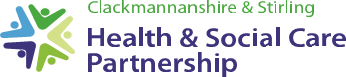 Clackmannanshire & Stirling
Health & Social Care
Partnership